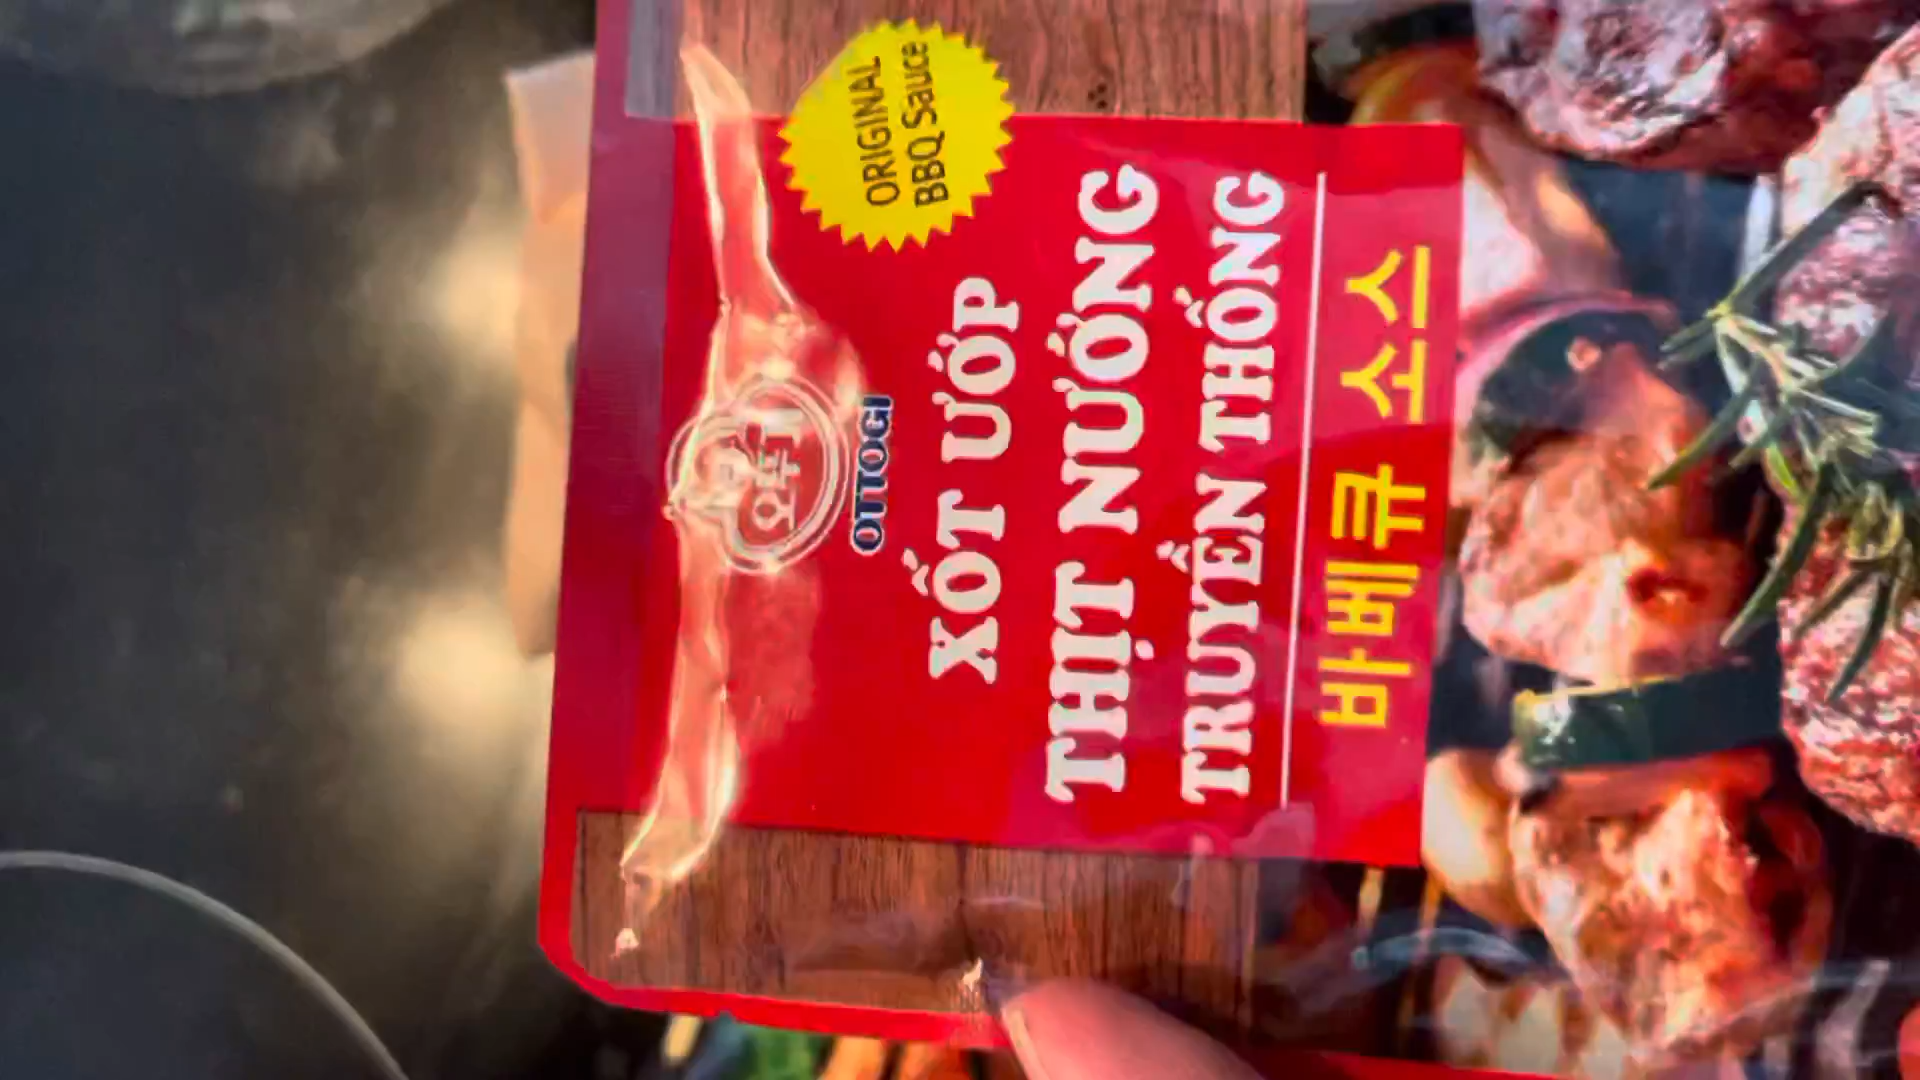 ORIGINAL
BBQ Sauce
오뚜기
OTTOGI
XỐT ƯỚP
THỊT NƯỚNG
TRUYỀN THỐNG
바베큐 소스